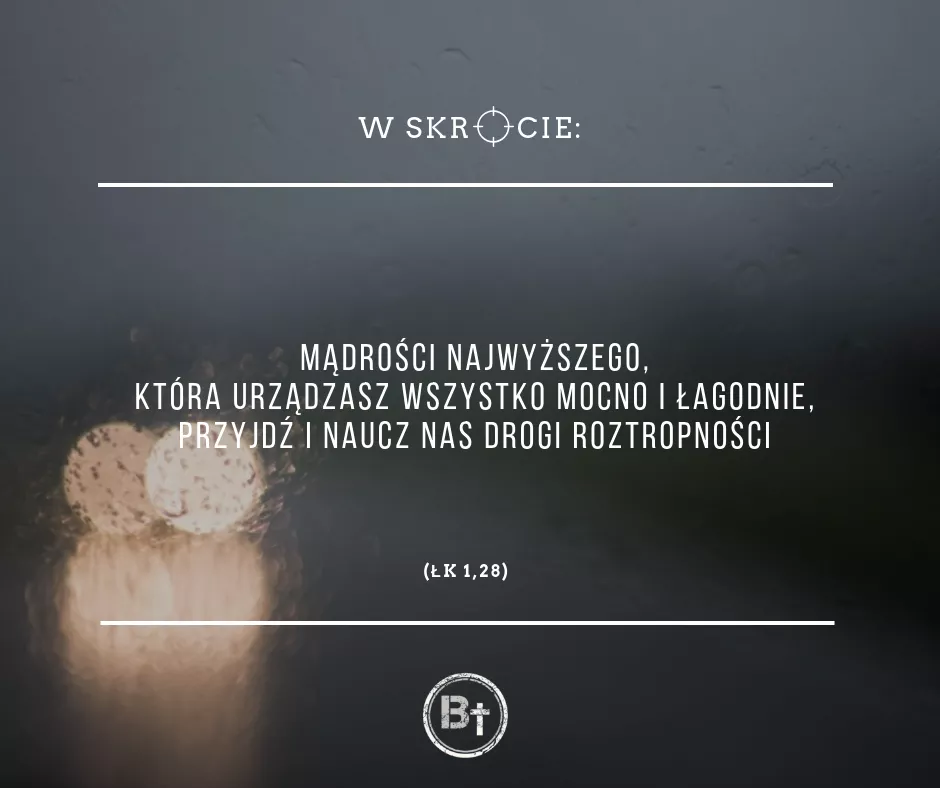 W SKRÓCIE:
MĄDROŚCI NAJWYŻSZEGO,
KTÓRA URZĄDZASZ WSZYSTKO MOCNO I ŁAGODNIE,
PRZYJDŹ I NAUCZ NAS DROGI ROZTROPNOŚCI
(ŁK 1,28)
B†